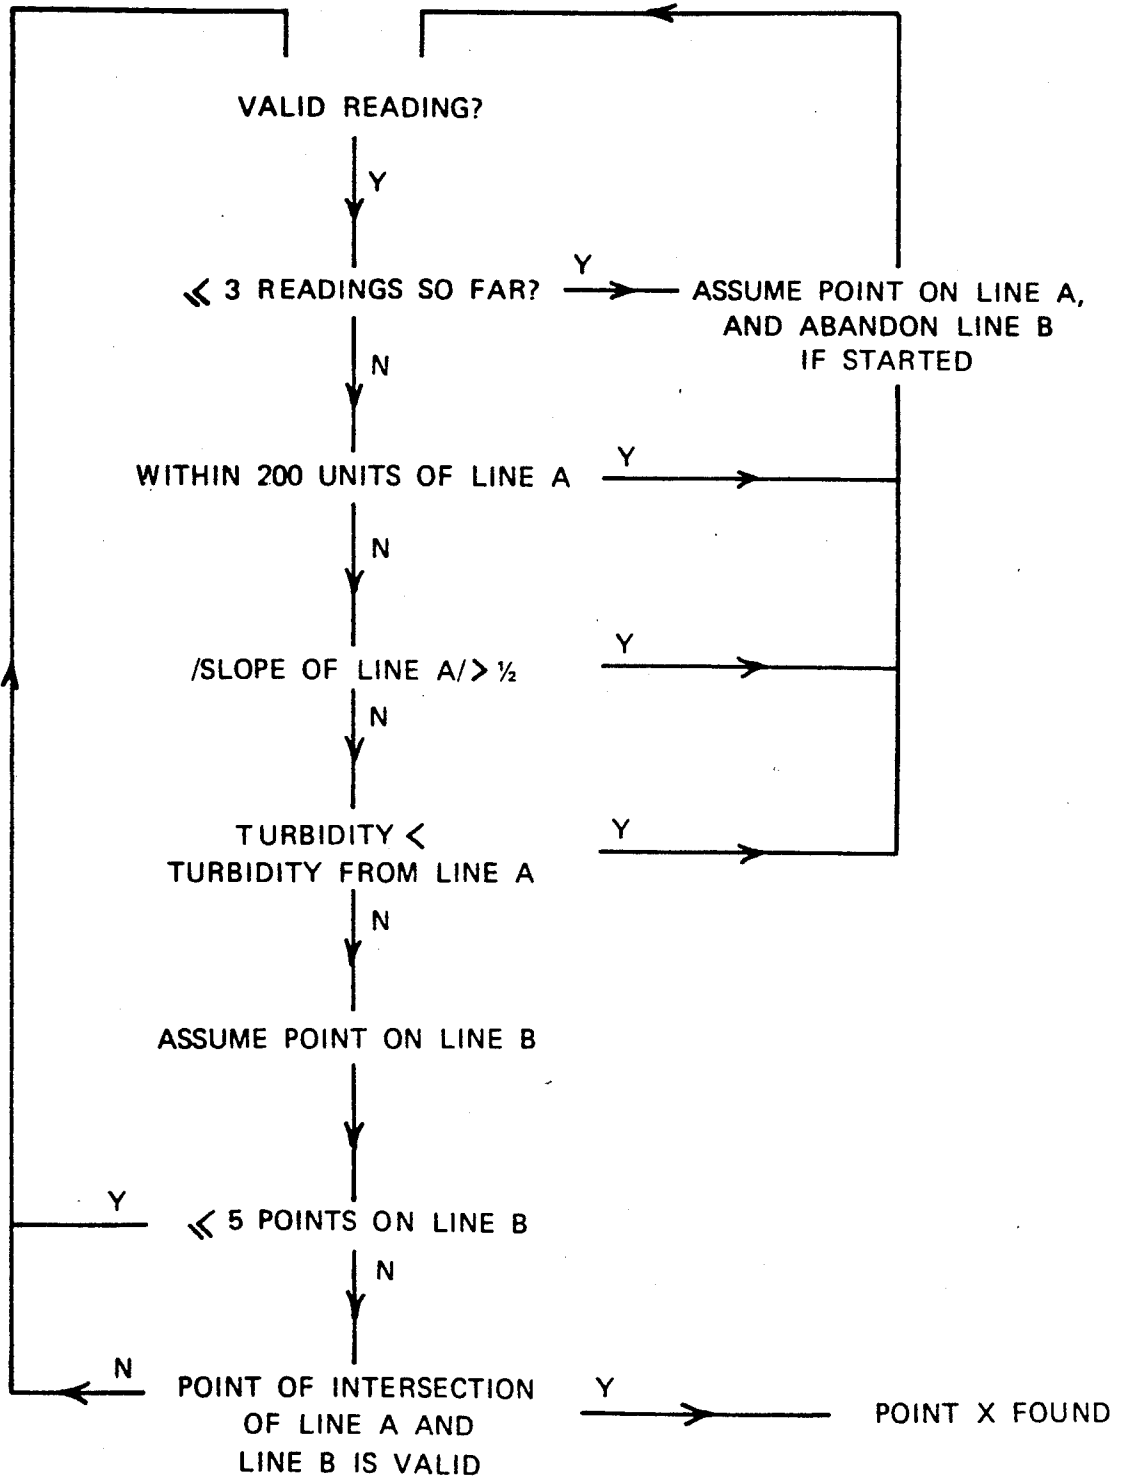 VALID READING?
Y
⩽ 3 READINGS SO FAR?
Y
ASSUME POINT ON LINE A,
AND ABANDON LINE B
IF STARTED
N
WITHIN 200 UNITS OF LINE A
Y
N
/SLOPE OF LINE A/ > ½
Y
N
TURBIDITY <
TURBIDITY FROM LINE A
Y
N
ASSUME POINT ON LINE B
Y
⩽ 5 POINTS ON LINE B
N
N
POINT OF INTERSECTION
OF LINE A AND
LINE B IS VALID
Y
POINT X FOUND